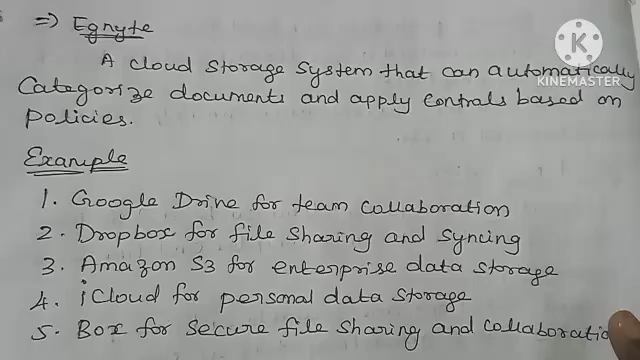 => Egnyte
A cloud storage system that can automatically
Categorize documents and apply controls based on
policies.
Example
1. Google Drive for team collaboration
2. Dropbox for file sharing and syncing
3. Amazon S3 for enterprise data storage
4. iCloud for personal data storage
5. Box for secure file sharing and collaboratio
K
KINEMASTER